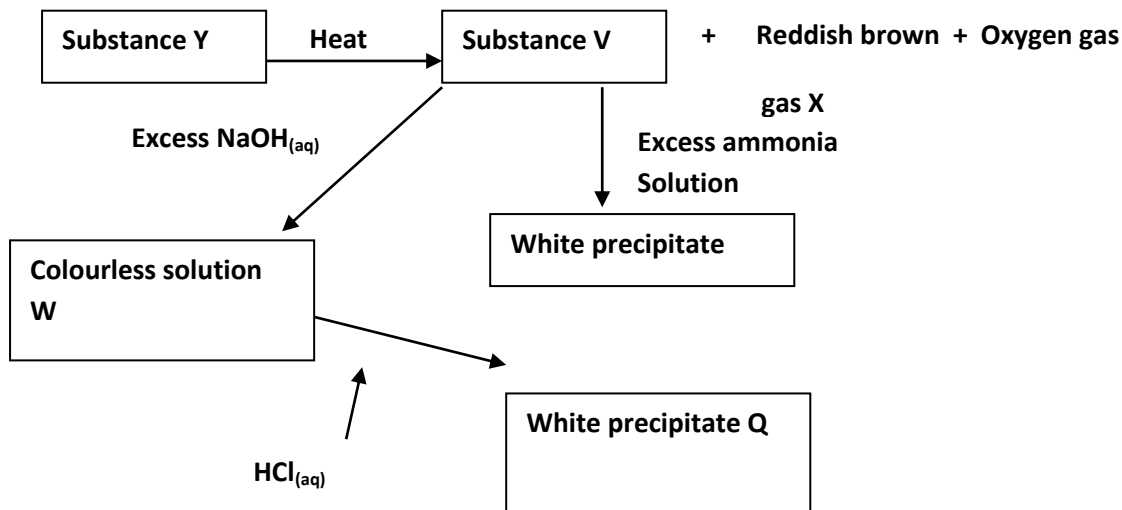 Substance Y
Heat
Substance V
+ Reddish brown + Oxygen gas
gas X
Excess NaOH(aq)
Excess ammonia
Solution
White precipitate
Colourless solution
W
White precipitate Q
HCl(aq)